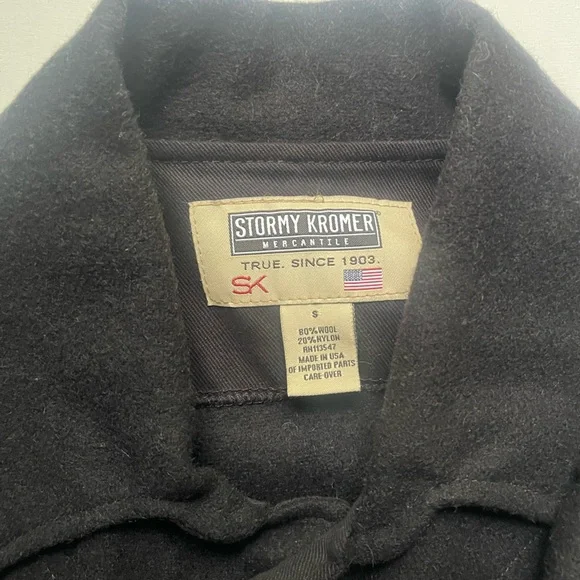 STORMY KROMER®
MERCANTILE
TRUE. SINCE 1903.
SK
S
80% WOOL
20% NYLON
RN113547
MADE IN USA
OF IMPORTED PARTS
CARE-OVER